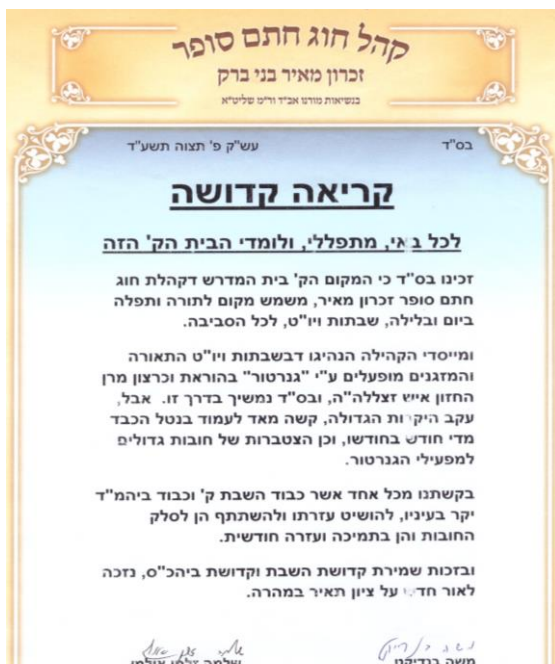 קהל חוג חתם סופר
זכרון מאיר בני ברק
בנשיאות מורנו אב"ד ור"מ שליט"א
בס"ד עש"ק פ' תצוה תשע"ד
קריאה קדושה
לכל באי, מתפללי, ולומדי הבית הק' הזה
זכינו בס"ד כי המקום הק' בית המדרש דקהלת חוג
חתם סופר זכרון מאיר, משמש מקום לתורה ותפלה
ביום ובלילה, שבתות ויו"ט, לכל הסביבה.
ומייסדי הקהילה הנהיגו דבשבתות ויו"ט התאורה
והמזגנים מופעלים ע"י "גנרטור" בהוראת וכרצון מרן
החזון איש זצללה"ה, ובס"ד נמשיך בדרך זו. אבל,
עקב היקרות הגדולה, קשה מאד לעמוד בנטל הכבד
מדי חודש בחודשו, וכן הצטברות של חובות גדולים
למפעילי הגנרטור.
בקשתנו מכל אחד אשר כבוד השבת ק' וכבוד ביהמ"ד
יקר בעיניו, להושיט עזרתו ולהשתתף הן לסלק
החובות והן בתמיכה ועזרה חודשית.
ובזכות שמירת קדושת השבת וקדושת ביהכ"ס, נזכה
לאור חדש על ציון תאיר במהרה.
משה בנדיקט שלמה זלמן